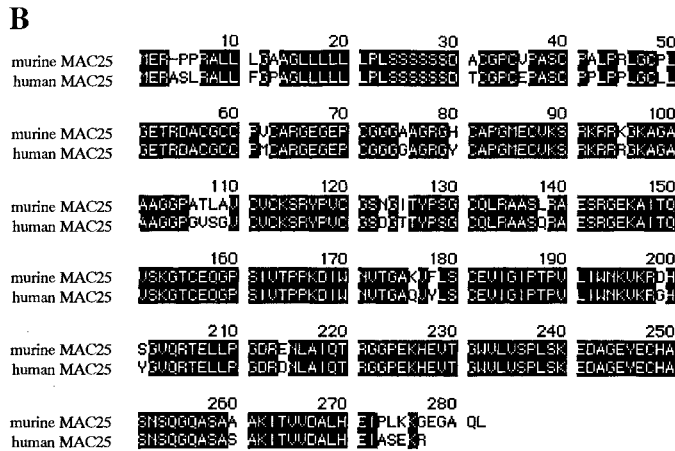 B
10 20 30 40 50
murine MAC25 MER-PPRALL LGAAGLLLLL LPLSSSSSSD ACGPCVPASC PALPRLGCPL
human MAC25 MERASLRALL FGPAGLLLLL LPLSSSSSSD TCGPCEPASC PPLPPLGCLL
60 70 80 90 100
murine MAC25 GETRDACGCC PVCARGEGEP CGGGAAGRGH CAPGMECVKS RKRRKGKAGA
human MAC25 GETRDACGCC PMCARGEGEP CGGGGAGRGY CAPGMECVKS RKRRRGKAGA
110 120 130 140 150
murine MAC25 AAGGPATLAV CVCKSRYPVC GSNGITYPSG CQLRAASLRA ESRGEKAITQ
human MAC25 AAGGPGVSGV CVCKSRYPVC GSDGTTYPSG CQLRAASQRA ESRGEKAITQ
160 170 180 190 200
murine MAC25 VSKGTCEQGP SIVTPPKDIW NVTGAKVFLS CEVIGIPTPV LIWNKVKRDH
human MAC25 VSKGTCEQGP SIVTPPKDIW NVTGAQVYLS CEVIGIPTPV LIWNKVKRGH
210 220 230 240 250
murine MAC25 SGVQRTELLP GDRENLAIQT RGGPEKHEVT GWVLVSPLSK EDAGEYECHA
human MAC25 YGVQRTELLP GDRDNLAIQT RGGPEKHEVT GWVLVSPLSK EDAGEYECHA
260 270 280
murine MAC25 SNSQGQASAA AKITVVDALH EIPLKKGEGA QL
human MAC25 SNSQGQASAS AKITVVDALH EIASEKR